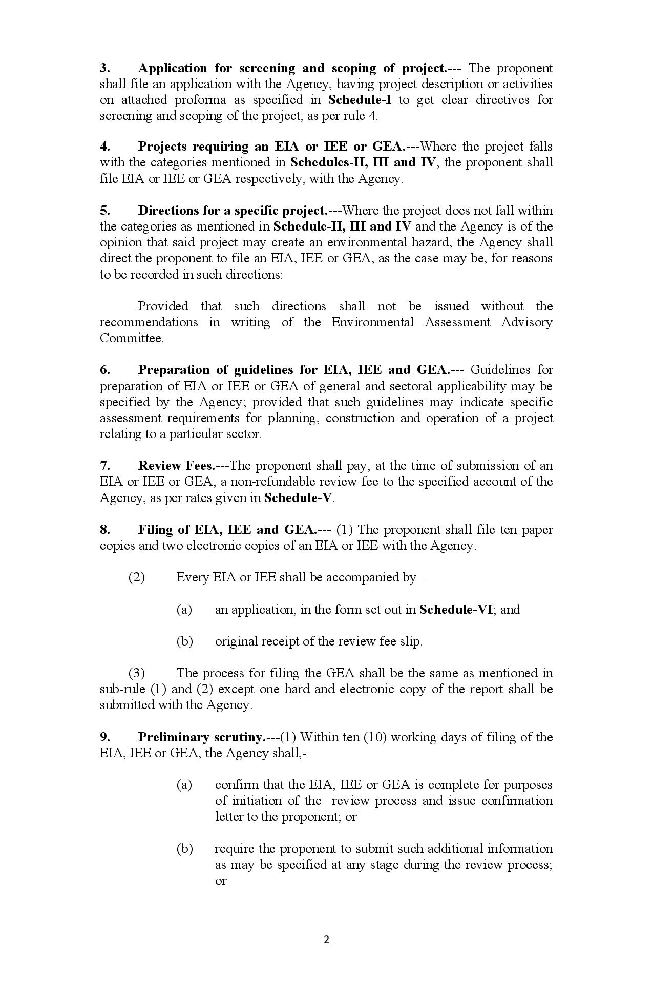 3. Application for screening and scoping of project.--- The proponent
shall file an application with the Agency, having project description or activities
on attached proforma as specified in Schedule-I to get clear directives for
screening and scoping of the project, as per rule 4.
4. Projects requiring an EIA or IEE or GEA.---Where the project falls
with the categories mentioned in Schedules-II, III and IV, the proponent shall
file EIA or IEE or GEA respectively, with the Agency.
5. Directions for a specific project.---Where the project does not fall within
the categories as mentioned in Schedule-II, III and IV and the Agency is of the
opinion that said project may create an environmental hazard, the Agency shall
direct the proponent to file an EIA, IEE or GEA, as the case may be, for reasons
to be recorded in such directions:
Provided that such directions shall not be issued without the
recommendations in writing of the Environmental Assessment Advisory
Committee.
6. Preparation of guidelines for EIA, IEE and GEA.--- Guidelines for
preparation of EIA or IEE or GEA of general and sectoral applicability may be
specified by the Agency; provided that such guidelines may indicate specific
assessment requirements for planning, construction and operation of a project
relating to a particular sector.
7. Review Fees.---The proponent shall pay, at the time of submission of an
EIA or IEE or GEA, a non-refundable review fee to the specified account of the
Agency, as per rates given in Schedule-V.
8. Filing of EIA, IEE and GEA.--- (1) The proponent shall file ten paper
copies and two electronic copies of an EIA or IEE with the Agency.
(2) Every EIA or IEE shall be accompanied by–
(a) an application, in the form set out in Schedule-VI; and
(b) original receipt of the review fee slip.
(3) The process for filing the GEA shall be the same as mentioned in
sub-rule (1) and (2) except one hard and electronic copy of the report shall be
submitted with the Agency.
9. Preliminary scrutiny.---(1) Within ten (10) working days of filing of the
EIA, IEE or GEA, the Agency shall,-
(a) confirm that the EIA, IEE or GEA is complete for purposes
of initiation of the review process and issue confirmation
letter to the proponent; or
(b) require the proponent to submit such additional information
as may be specified at any stage during the review process;
or
2